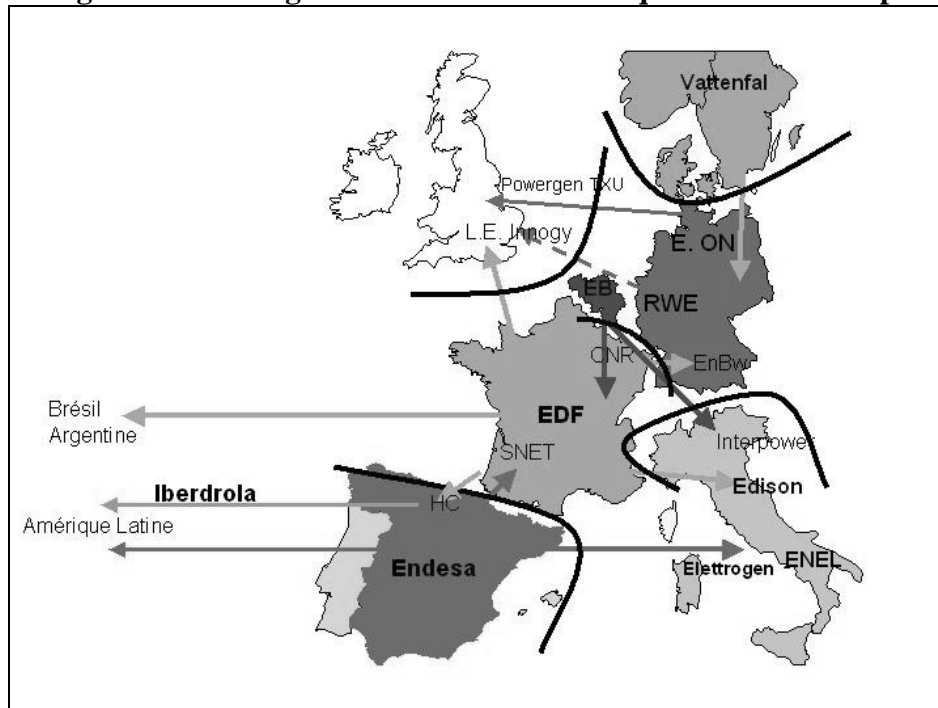 Vattenfal
Powergen TXU
L.E. Innogy
E. ON
EB
RWE
CNR
EnBw
Brésil
Argentine
EDF
Interpower
SNET
Iberdrola
HC
Edison
Amérique Latine
Endesa
Elettrogen
ENEL